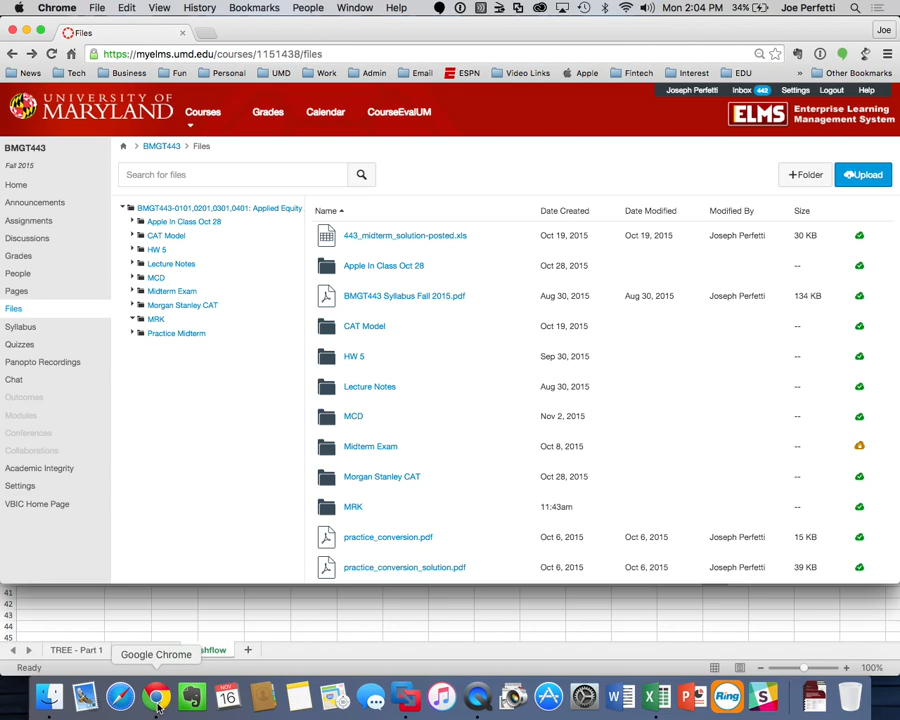 Chrome File Edit View History Bookmarks People Window Help Mon 2:04 PM 34% Joe Perfetti
Files Joe
https://myelms.umd.edu/courses/1151438/files
News Tech Business Fun Personal UMD Work Admin Email ESPN Video Links Apple Fintech Interest EDU » Other Bookmarks
Joseph Perfetti Inbox 442 Settings Logout Help
UNIVERSITY OF
MARYLAND
Courses Grades Calendar CourseEvalUM
ELMS Enterprise Learning
Management System
BMGT443
Fall 2015
Home
Announcements
Assignments
Discussions
Grades
People
Pages
Files
Syllabus
Quizzes
Panopto Recordings
Chat
Outcomes
Modules
Conferences
Collaborations
Academic Integrity
Settings
VBIC Home Page
BMGT443 Files
Search for files
+Folder Upload
BMGT443-0101,0201,0301,0401: Applied Equity
Apple In Class Oct 28
CAT Model
HW 5
Lecture Notes
MCD
Midterm Exam
Morgan Stanley CAT
MRK
Practice Midterm
Name Date Created Date Modified Modified By Size
443_midterm_solution-posted.xls Oct 19, 2015 Oct 19, 2015 Joseph Perfetti 30 KB
Apple In Class Oct 28 Oct 28, 2015 --
BMGT443 Syllabus Fall 2015.pdf Aug 30, 2015 Aug 30, 2015 Joseph Perfetti 134 KB
CAT Model Oct 19, 2015 --
HW 5 Sep 30, 2015 --
Lecture Notes Aug 30, 2015 --
MCD Nov 2, 2015 --
Midterm Exam Oct 8, 2015 --
Morgan Stanley CAT Oct 28, 2015 --
MRK 11:43am --
practice_conversion.pdf Oct 6, 2015 Oct 6, 2015 Joseph Perfetti 15 KB
practice_conversion_solution.pdf Oct 6, 2015 Oct 6, 2015 Joseph Perfetti 39 KB
41
42
43
44
45
TREE - Part 1 shflow +
Google Chrome
Ready 100%
NOV
16
Ring